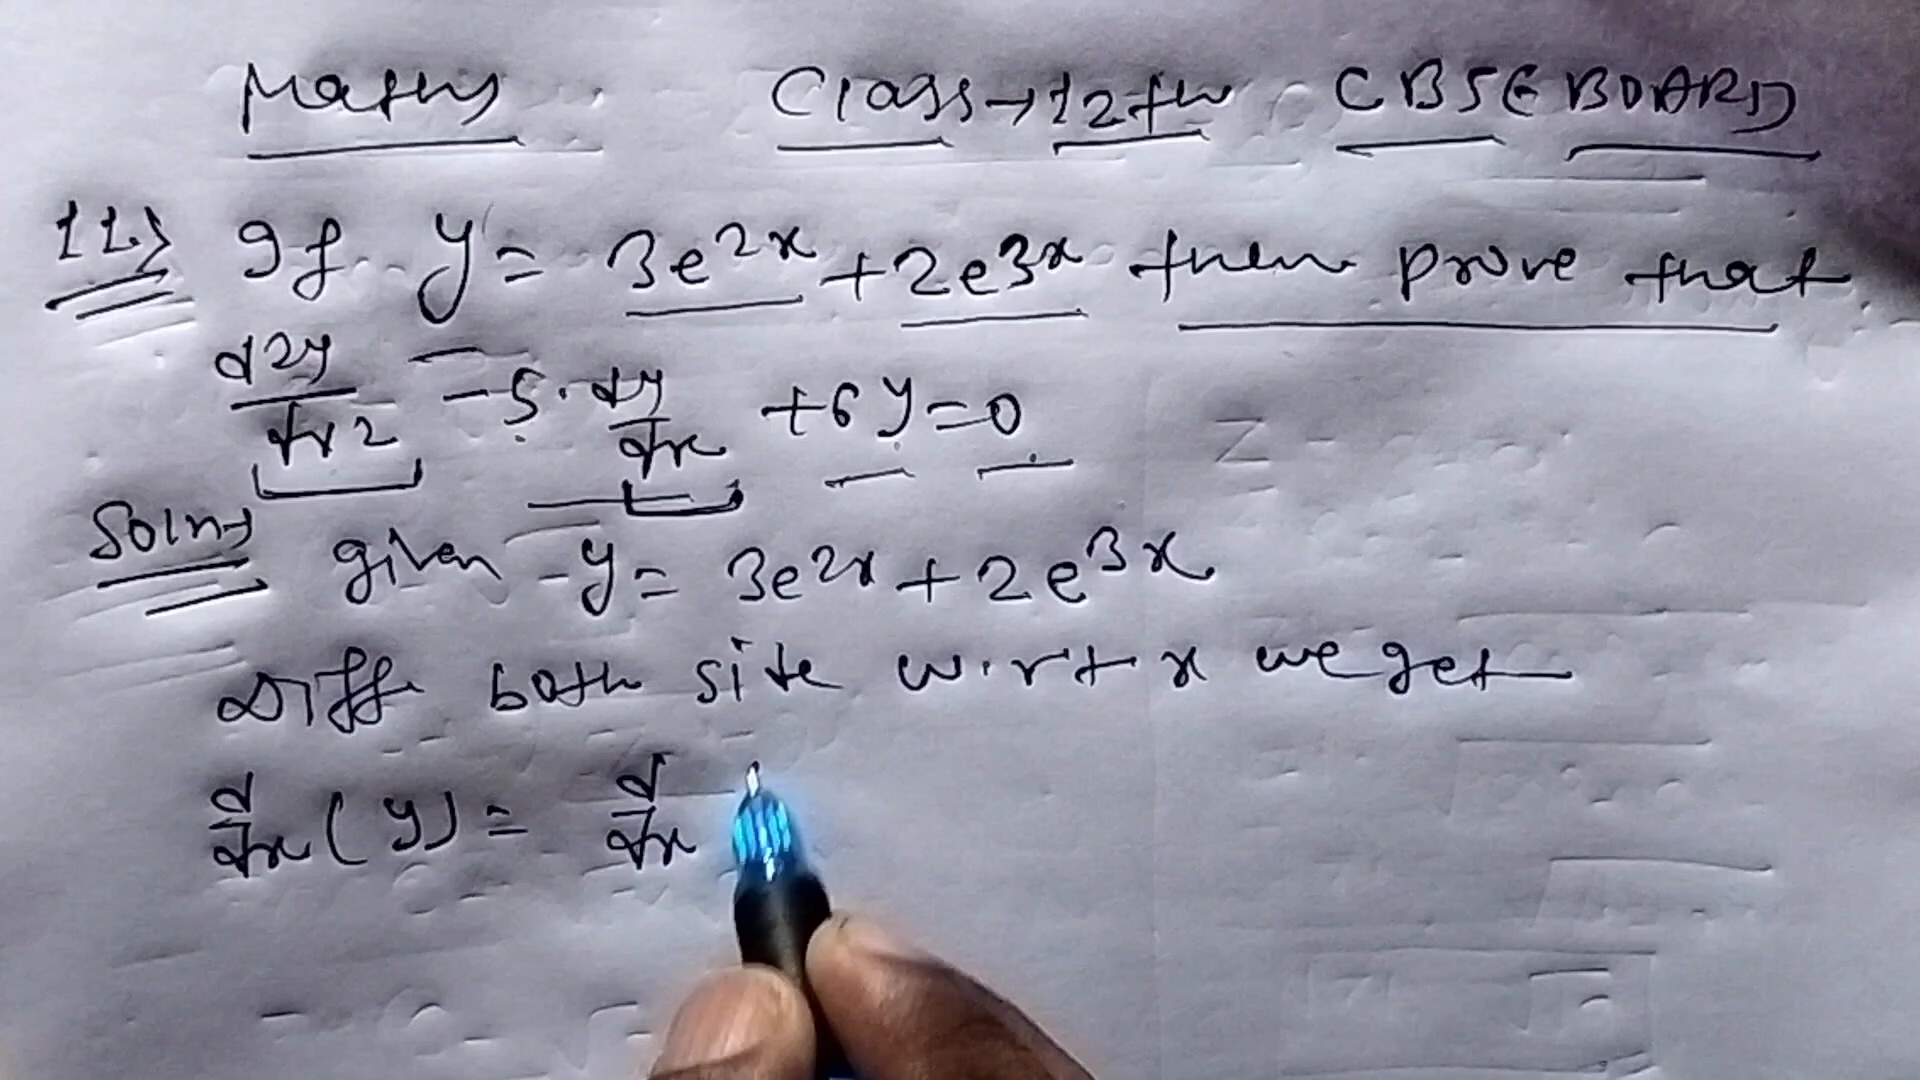 Maths Class → 12th CBSE BOARD
11> If y = 3e^2x + 2e^3x then prove that
d2y/dx2 - 5. dy/dx + 6y = 0
Soln→ given - y = 3e^2x + 2e^3x
Diff both site w.r.t x we get
d/dx (y) = d/dx